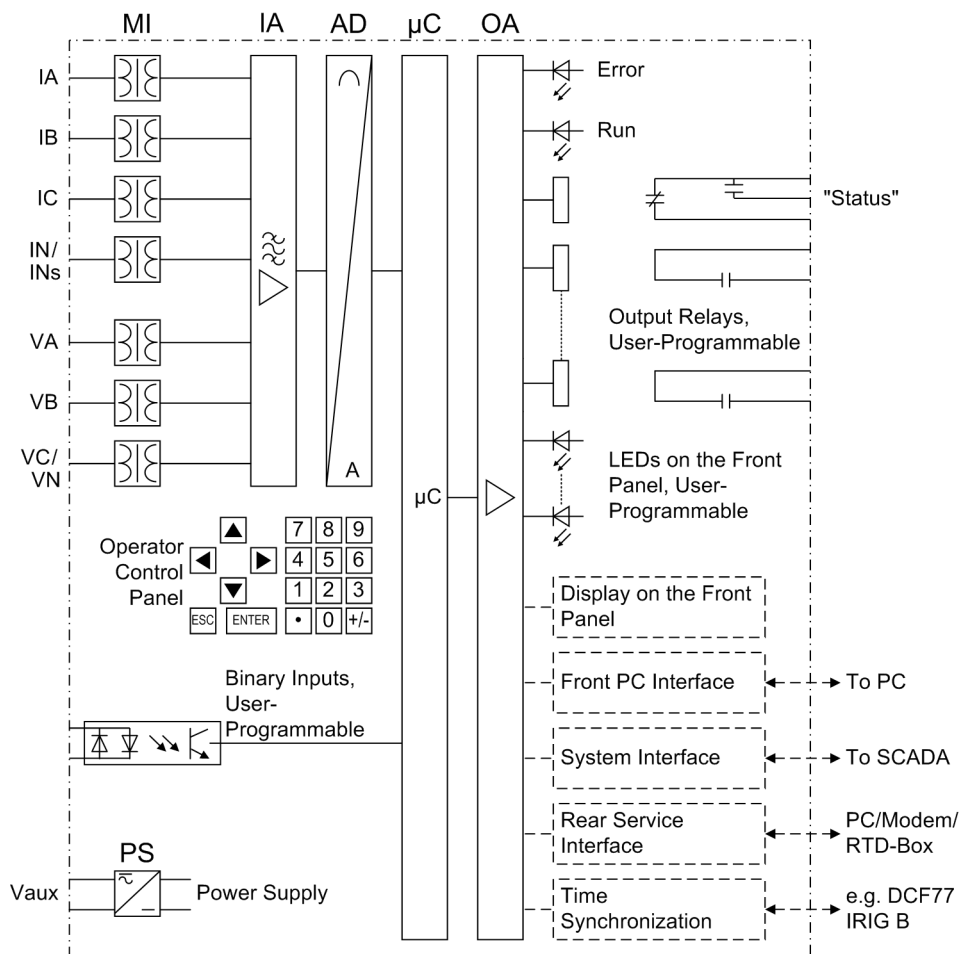 MI IA AD µC OA
IA
IB
IC
IN/
INs
VA
VB
VC/
VN
A
µC
Error
Run
"Status"
Output Relays,
User-Programmable
LEDs on the Front
Panel, User-
Programmable
Operator
Control
Panel
7 8 9
4 5 6
1 2 3
ESC ENTER • 0 +/-
Display on the Front
Panel
Front PC Interface
To PC
Binary Inputs,
User-
Programmable
System Interface
To SCADA
Rear Service
Interface
PC/Modem/
RTD-Box
PS
Vaux
Power Supply
Time
Synchronization
e.g. DCF77
IRIG B